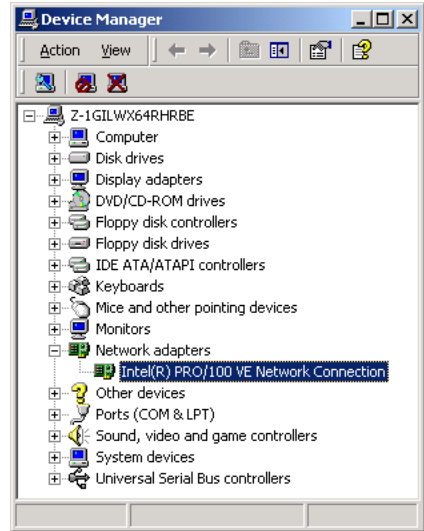 Device Manager
Action View
Z-1GILWX64RHRBE
Computer
Disk drives
Display adapters
DVD/CD-ROM drives
Floppy disk controllers
Floppy disk drives
IDE ATA/ATAPI controllers
Keyboards
Mice and other pointing devices
Monitors
Network adapters
Intel(R) PRO/100 VE Network Connection
Other devices
Ports (COM & LPT)
Sound, video and game controllers
System devices
Universal Serial Bus controllers